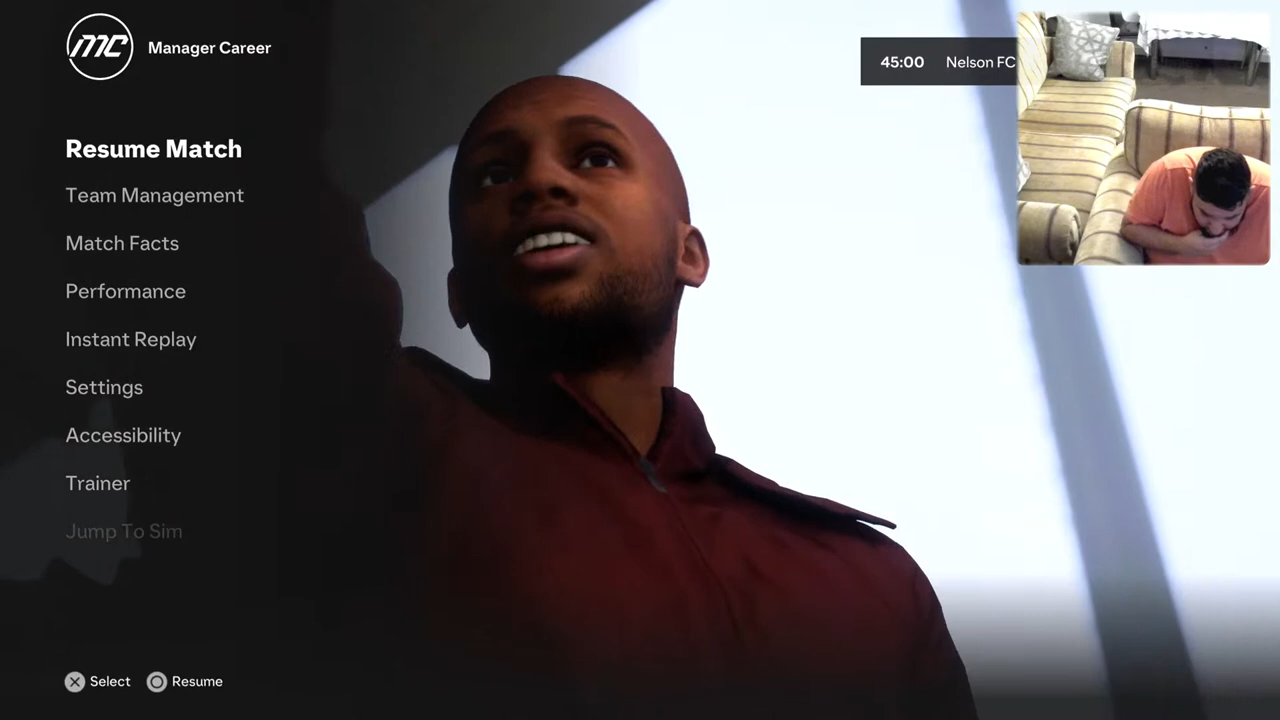 MC
Manager Career
45:00 Nelson FC
Resume Match
Team Management
Match Facts
Performance
Instant Replay
Settings
Accessibility
Trainer
Jump To Sim
Select
Resume